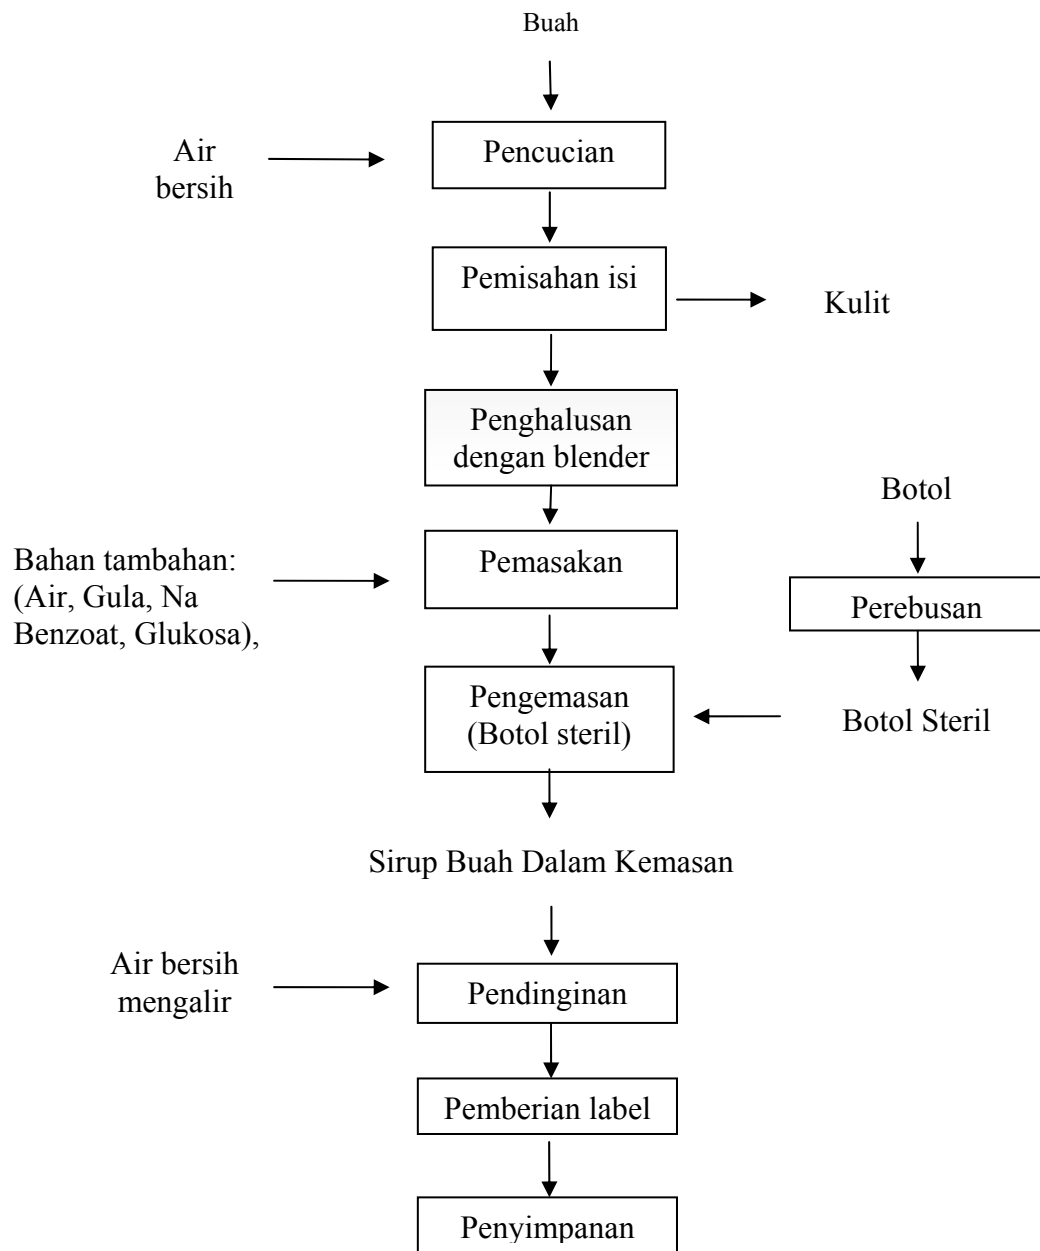 Buah
Air
bersih
Pencucian
Pemisahan isi
Kulit
Penghalusan
dengan blender
Botol
Bahan tambahan:
(Air, Gula, Na
Benzoat, Glukosa),
Pemasakan
Perebusan
Pengemasan
(Botol steril)
Botol Steril
Sirup Buah Dalam Kemasan
Air bersih
mengalir
Pendinginan
Pemberian label
Penyimpanan